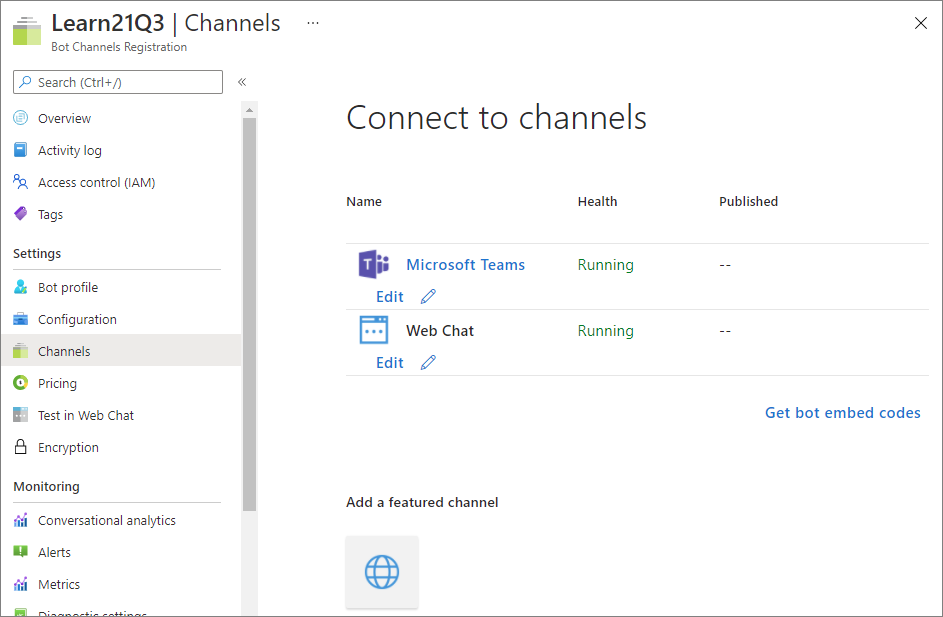 Learn21Q3 | Channels ...
Bot Channels Registration
Search (Ctrl+/)
«
Overview
Activity log
Access control (IAM)
Tags
Settings
Bot profile
Configuration
Channels
Pricing
Test in Web Chat
Encryption
Monitoring
Conversational analytics
Alerts
Metrics
Diagnostic settings
Connect to channels
Name Health Published
Microsoft Teams Running --
Edit
Web Chat Running --
Edit
Get bot embed codes
Add a featured channel